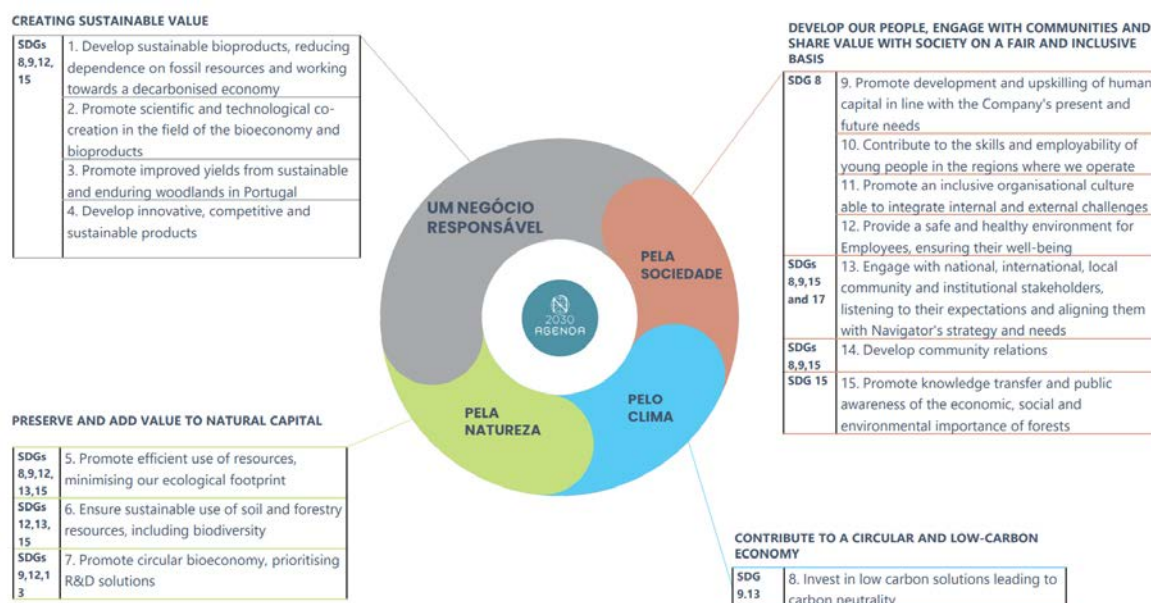 CREATING SUSTAINABLE VALUE
SDGs
8,9,12,
15
1. Develop sustainable bioproducts, reducing
dependence on fossil resources and working
towards a decarbonised economy
2. Promote scientific and technological co-
creation in the field of the bioeconomy and
bioproducts
3. Promote improved yields from sustainable
and enduring woodlands in Portugal
4. Develop innovative, competitive and
sustainable products
DEVELOP OUR PEOPLE, ENGAGE WITH COMMUNITIES AND
SHARE VALUE WITH SOCIETY ON A FAIR AND INCLUSIVE
BASIS
SDG 8
9. Promote development and upskilling of human
capital in line with the Company's present and
future needs
10. Contribute to the skills and employability of
young people in the regions where we operate
11. Promote an inclusive organisational culture
able to integrate internal and external challenges
12. Provide a safe and healthy environment for
Employees, ensuring their well-being
SDGs
8,9,15
and 17
13. Engage with national, international, local
community and institutional stakeholders,
listening to their expectations and aligning them
with Navigator's strategy and needs
SDGs
8,9,15
14. Develop community relations
SDG 15
15. Promote knowledge transfer and public
awareness of the economic, social and
environmental importance of forests
UM NEGÓCIO
RESPONSÁVEL
PELA
SOCIEDADE
2030
AGENDA
PELA
NATUREZA
PELO
CLIMA
PRESERVE AND ADD VALUE TO NATURAL CAPITAL
SDGs
8,9,12,
13,15
5. Promote efficient use of resources,
minimising our ecological footprint
SDGs
12,13,
15
6. Ensure sustainable use of soil and forestry
resources, including biodiversity
SDGs
9,12,1
3
7. Promote circular bioeconomy, prioritising
R&D solutions
CONTRIBUTE TO A CIRCULAR AND LOW-CARBON
ECONOMY
SDG
9.13
8. Invest in low carbon solutions leading to
carbon neutrality